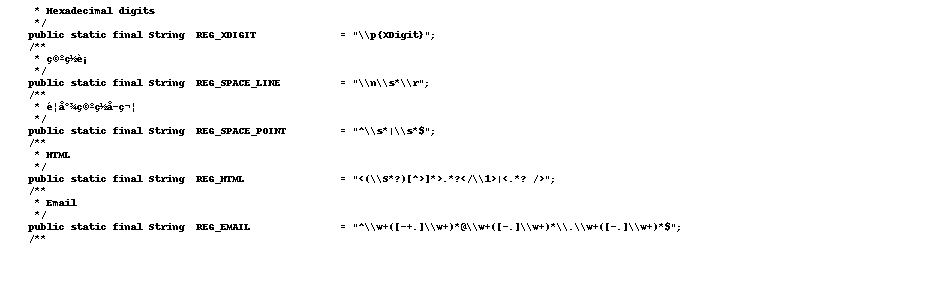 * Hexadecimal digits
*/
public static final String REG_XDIGIT = "\\p{XDigit}";
/**
* ç©ºç½è¡
*/
public static final String REG_SPACE_LINE = "\\n\\s*\\r";
/**
* é¦å°¾ç©ºç½å­ç¬¦
*/
public static final String REG_SPACE_POINT = "^\\s*|\\s*$";
/**
* HTML
*/
public static final String REG_HTML = "<(\\S*?)[^>]*>.*?</\\1>|<.*? />";
/**
* Email
*/
public static final String REG_EMAIL = "^\\w+([-+.]\\w+)*@\\w+([-.]\\w+)*\\.\\w+([-.]\\w+)*$";
/**